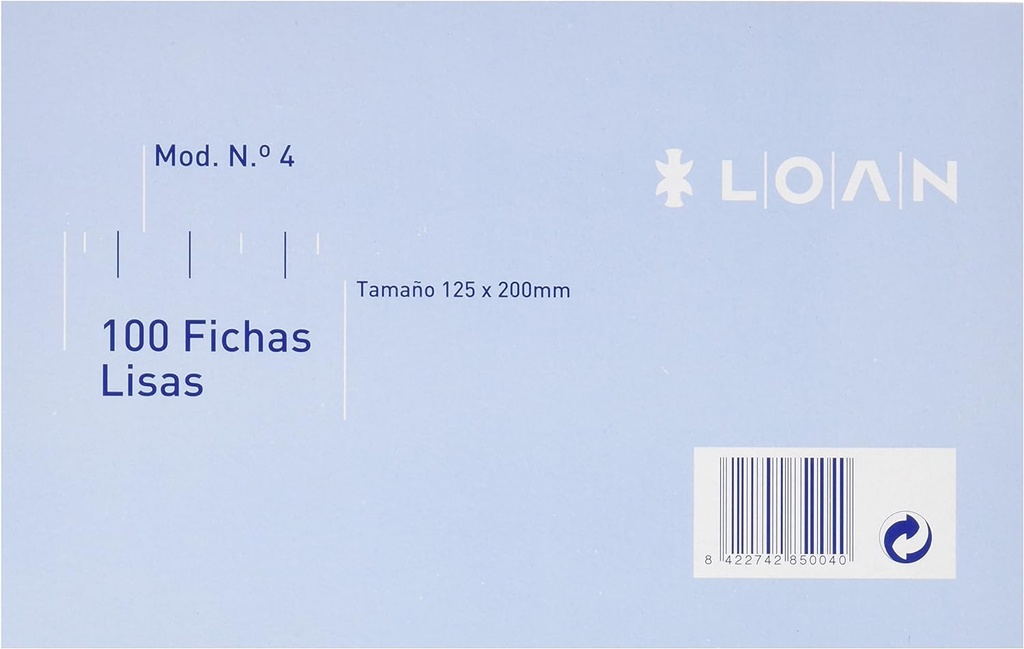 Mod. N.º 4
LOAN
Tamaño 125 x 200mm
100 Fichas
Lisas
8 422742 850040